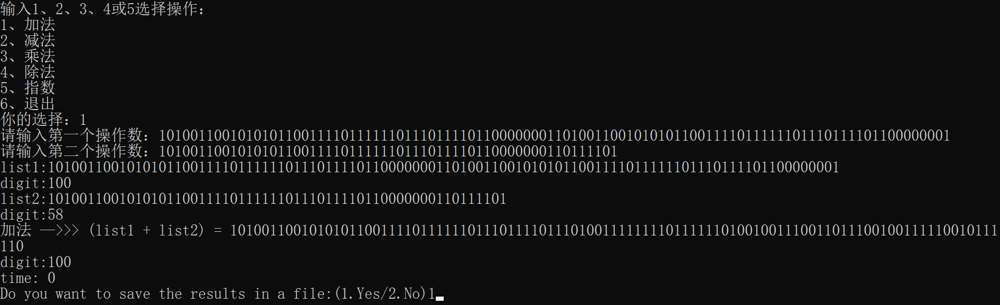 输入1、2、3、4或5选择操作：
1、加法
2、减法
3、乘法
4、除法
5、指数
6、退出
你的选择：1
请输入第一个操作数：1010011001010101100111101111110111011110110000000110100110010101011001111011111101110111101100000001
请输入第二个操作数：1010011001010101100111101111110111011110110000000110111101
list1:1010011001010101100111101111110111011110110000000110100110010101011001111011111101110111101100000001
digit:100
list2:1010011001010101100111101111110111011110110000000110111101
digit:58
加法 —>>> (list1 + list2) = 1010011001010101100111101111110111011110111010011111111011111101001001110011011100100111110010111
110
digit:100
time: 0
Do you want to save the results in a file:(1.Yes/2.No)1